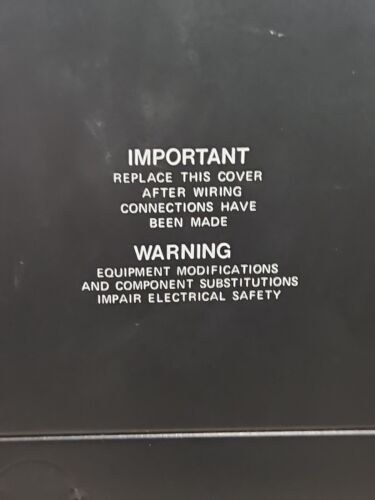 IMPORTANT
REPLACE THIS COVER
AFTER WIRING
CONNECTIONS HAVE
BEEN MADE
WARNING
EQUIPMENT MODIFICATIONS
AND COMPONENT SUBSTITUTIONS
IMPAIR ELECTRICAL SAFETY